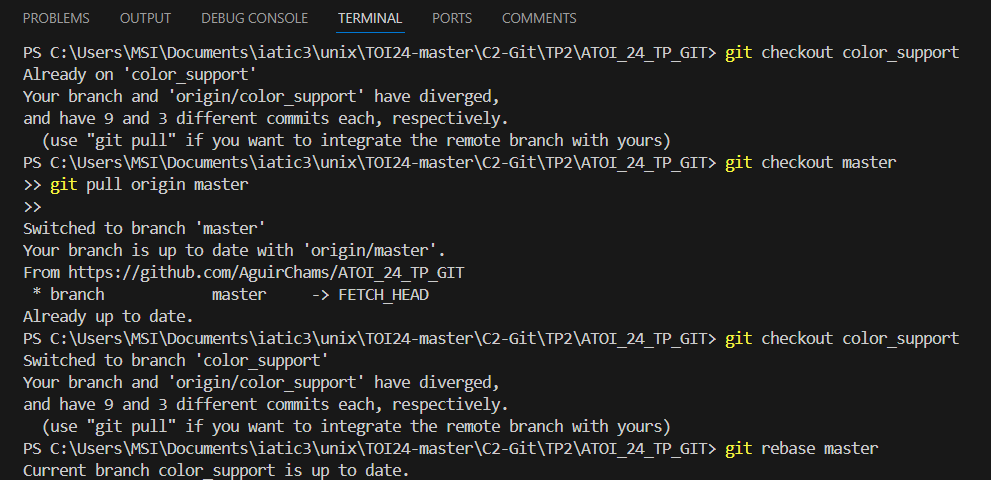 PROBLEMS OUTPUT DEBUG CONSOLE TERMINAL PORTS COMMENTS
PS C:\Users\MSI\Documents\iatic3\unix\TOI24-master\C2-Git\TP2\ATOI_24_TP_GIT> git checkout color_support
Already on 'color_support'
Your branch and 'origin/color_support' have diverged,
and have 9 and 3 different commits each, respectively.
  (use "git pull" if you want to integrate the remote branch with yours)
PS C:\Users\MSI\Documents\iatic3\unix\TOI24-master\C2-Git\TP2\ATOI_24_TP_GIT> git checkout master
>> git pull origin master
>>
Switched to branch 'master'
Your branch is up to date with 'origin/master'.
From https://github.com/AguirChams/ATOI_24_TP_GIT
 * branch            master     -> FETCH_HEAD
Already up to date.
PS C:\Users\MSI\Documents\iatic3\unix\TOI24-master\C2-Git\TP2\ATOI_24_TP_GIT> git checkout color_support
Switched to branch 'color_support'
Your branch and 'origin/color_support' have diverged,
and have 9 and 3 different commits each, respectively.
  (use "git pull" if you want to integrate the remote branch with yours)
PS C:\Users\MSI\Documents\iatic3\unix\TOI24-master\C2-Git\TP2\ATOI_24_TP_GIT> git rebase master
Current branch color_support is up to date.